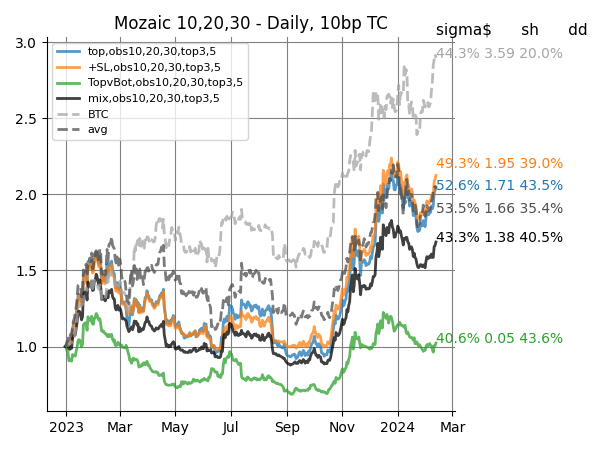 Mozaic 10,20,30 - Daily, 10bp TC
sigma$ sh dd
top,obs10,20,30,top3,5
+SL,obs10,20,30,top3,5
TopvBot,obs10,20,30,top3,5
mix,obs10,20,30,top3,5
BTC
avg
44.3% 3.59 20.0%
49.3% 1.95 39.0%
52.6% 1.71 43.5%
53.5% 1.66 35.4%
43.3% 1.38 40.5%
40.6% 0.05 43.6%
3.0
2.5
2.0
1.5
1.0
2023 Mar May Jul Sep Nov 2024 Mar